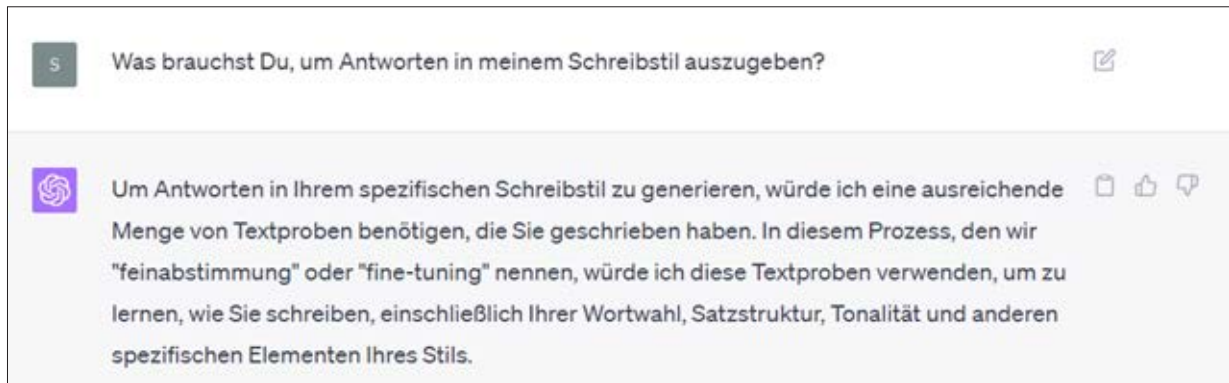 S
Was brauchst Du, um Antworten in meinem Schreibstil auszugeben?
Um Antworten in Ihrem spezifischen Schreibstil zu generieren, würde ich eine ausreichende
Menge von Textproben benötigen, die Sie geschrieben haben. In diesem Prozess, den wir
"feinabstimmung" oder "fine-tuning" nennen, würde ich diese Textproben verwenden, um zu
lernen, wie Sie schreiben, einschließlich Ihrer Wortwahl, Satzstruktur, Tonalität und anderen
spezifischen Elementen Ihres Stils.